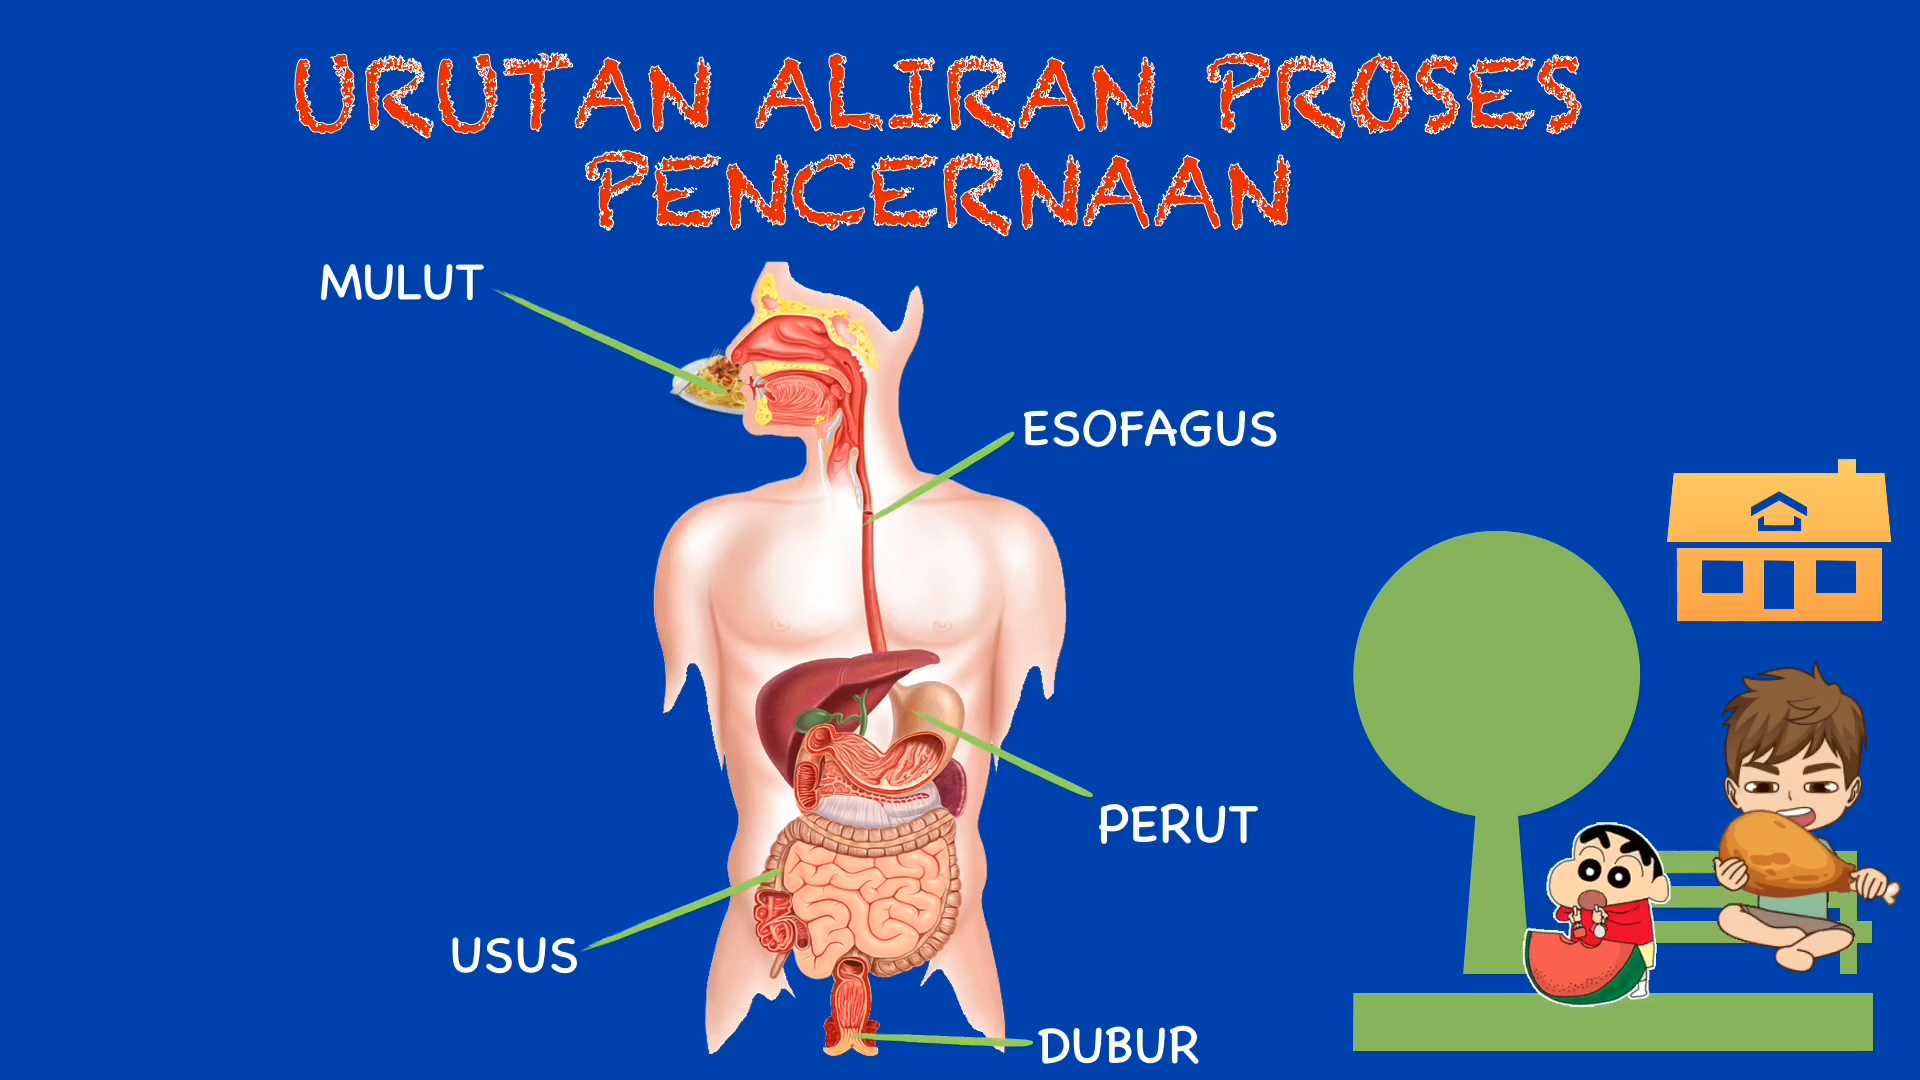 URUTAN ALIRAN PROSES
PENCERNAAN
MULUT
ESOFAGUS
PERUT
USUS
DUBUR